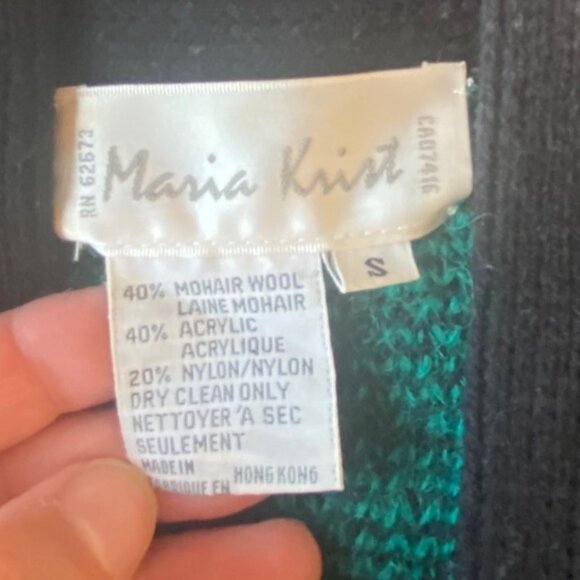 RN 62673
Maria Krist
CA07416
S
40% MOHAIR WOOL
LAINE MOHAIR
40% ACRYLIC
ACRYLIQUE
20% NYLON/NYLON
DRY CLEAN ONLY
NETTOYER 'A SEC
SEULEMENT
MADE IN
HONG KONG
EN